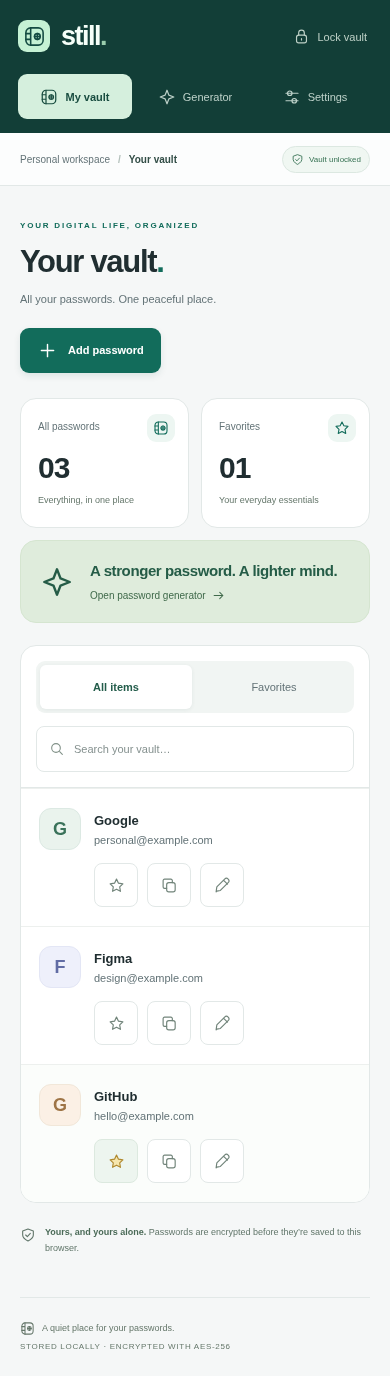 still.
Lock vault
My vault
Generator
Settings
Personal workspace / Your vault
Vault unlocked
YOUR DIGITAL LIFE, ORGANIZED
Your vault.
All your passwords. One peaceful place.
Add password
All passwords
03
Everything, in one place
Favorites
01
Your everyday essentials
A stronger password. A lighter mind.
Open password generator →
All items
Favorites
Search your vault…
G
Google
personal@example.com
F
Figma
design@example.com
G
GitHub
hello@example.com
Yours, and yours alone. Passwords are encrypted before they're saved to this
browser.
A quiet place for your passwords.
STORED LOCALLY · ENCRYPTED WITH AES-256